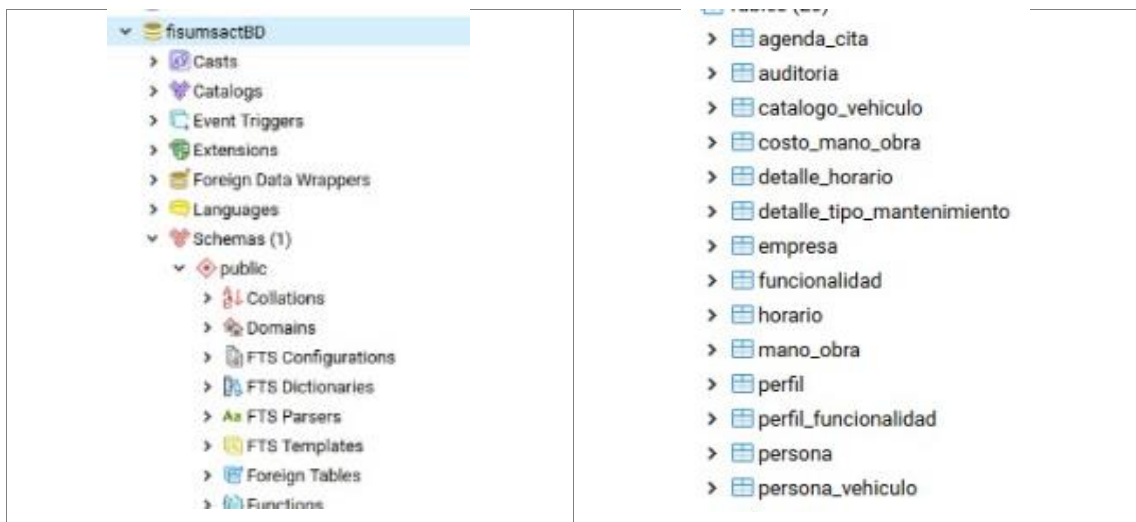 fisumsactBD
Casts
Catalogs
Event Triggers
Extensions
Foreign Data Wrappers
Languages
Schemas (1)
public
Collations
Domains
FTS Configurations
FTS Dictionaries
Aa FTS Parsers
FTS Templates
Foreign Tables
Functions
agenda_cita
auditoria
catalogo_vehiculo
costo_mano_obra
detalle_horario
detalle_tipo_mantenimiento
empresa
funcionalidad
horario
mano_obra
perfil
perfil_funcionalidad
persona
persona_vehiculo